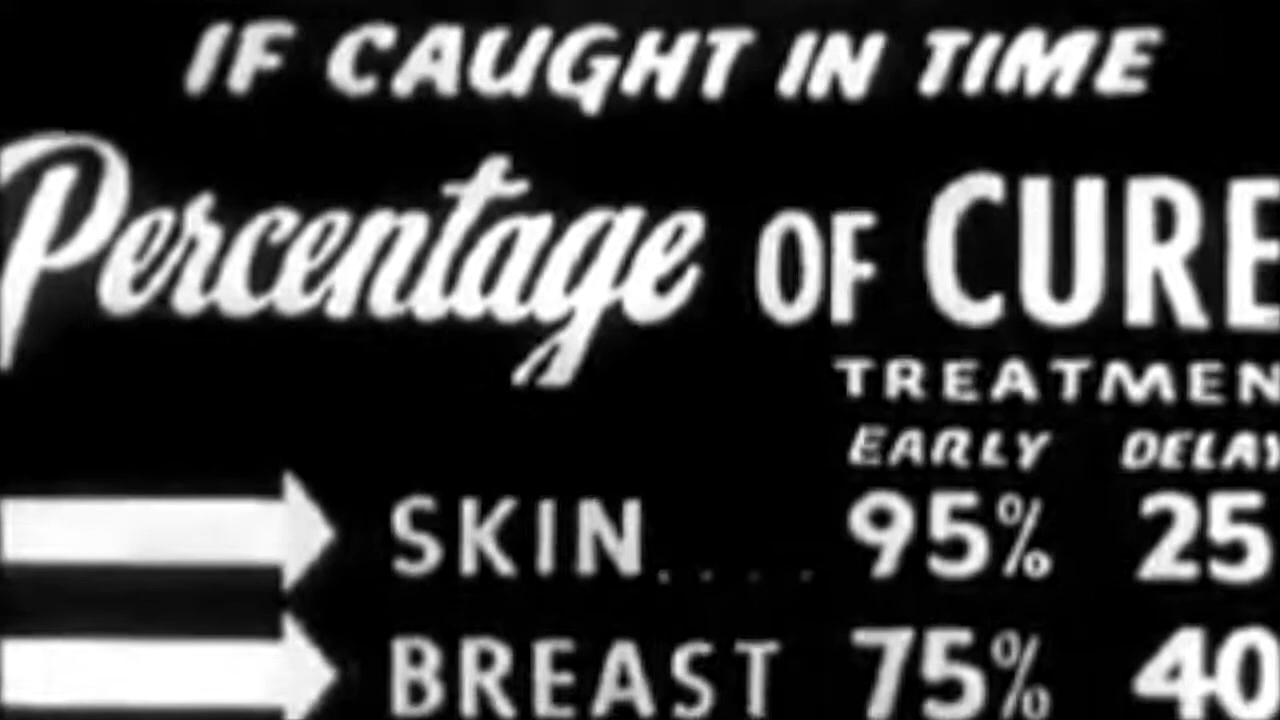 IF CAUGHT IN TIME
Percentage OF CURE
TREATMEN
EARLY DELAY
SKIN.... 95% 25
BREAST 75% 40